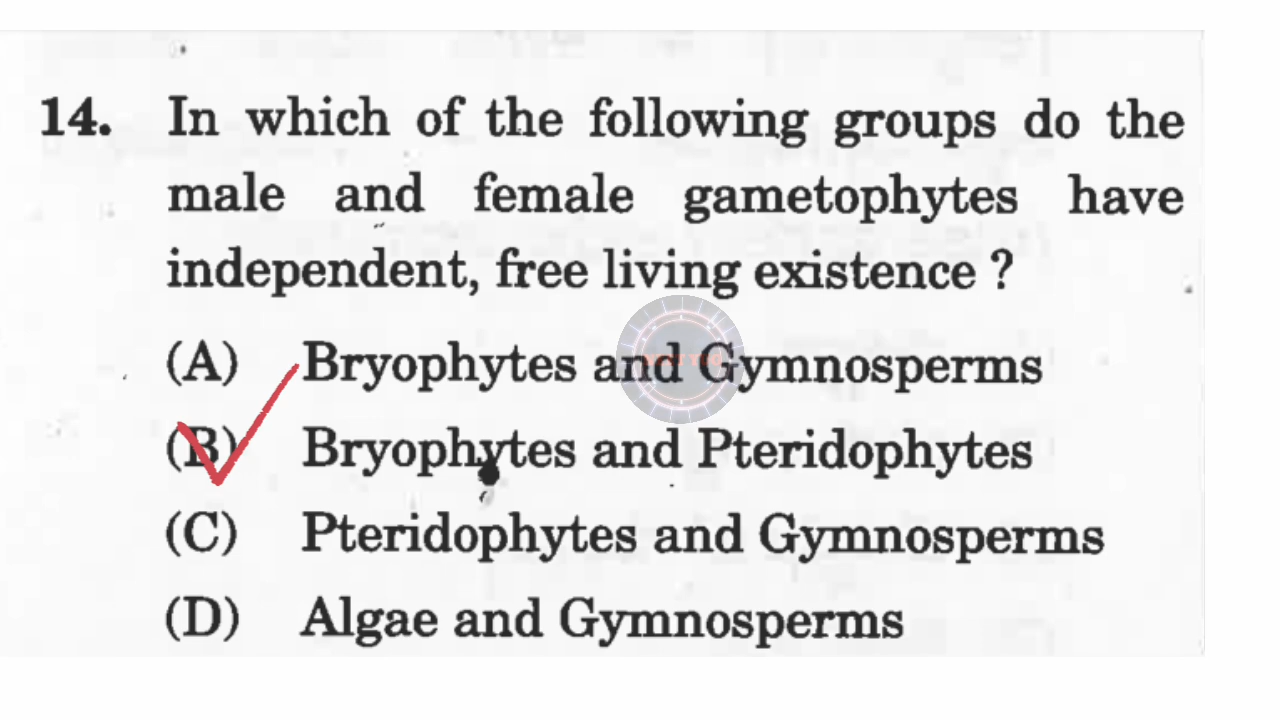 14. In which of the following groups do the
male and female gametophytes have
independent, free living existence ?
(A) Bryophytes and Gymnosperms
(B) Bryophytes and Pteridophytes
(C) Pteridophytes and Gymnosperms
(D) Algae and Gymnosperms